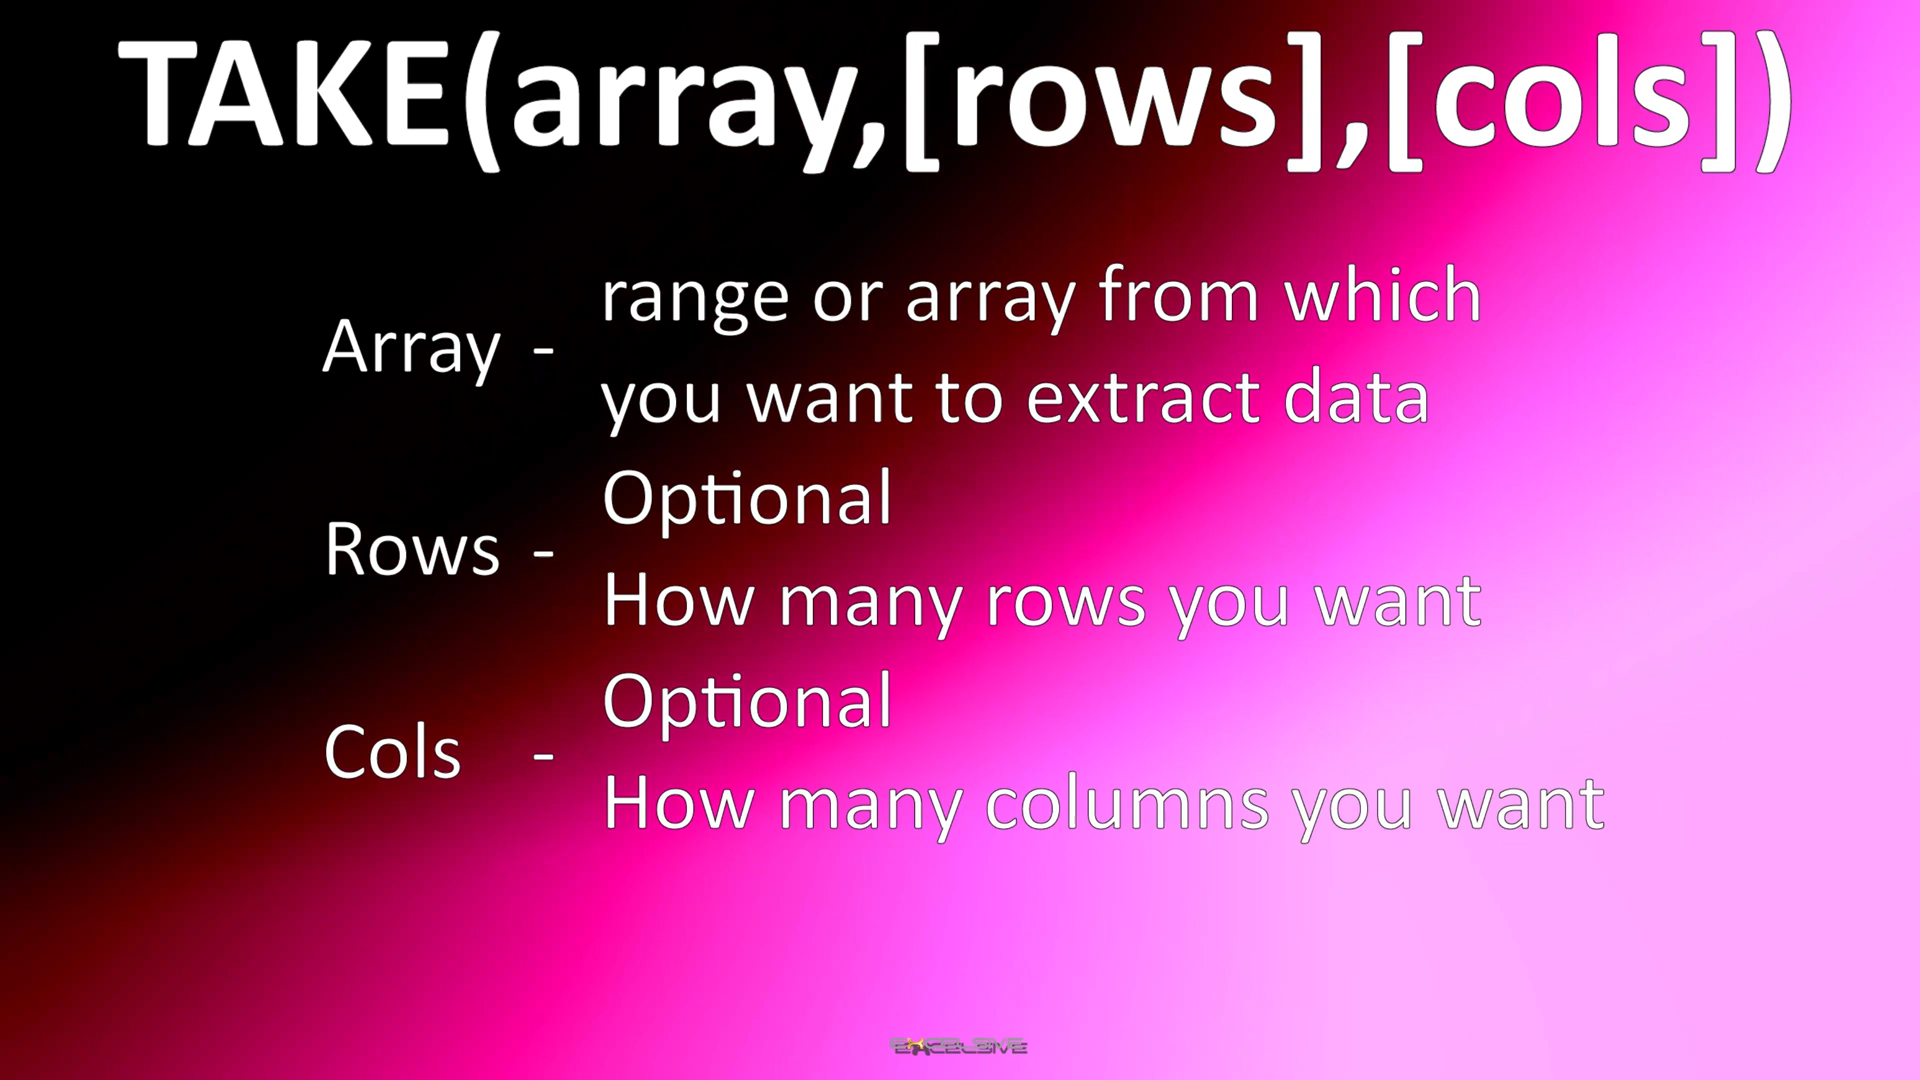 TAKE(array,[rows],[cols])
Array - range or array from which
you want to extract data
Rows - Optional
How many rows you want
Cols - Optional
How many columns you want
EXCELSIVE